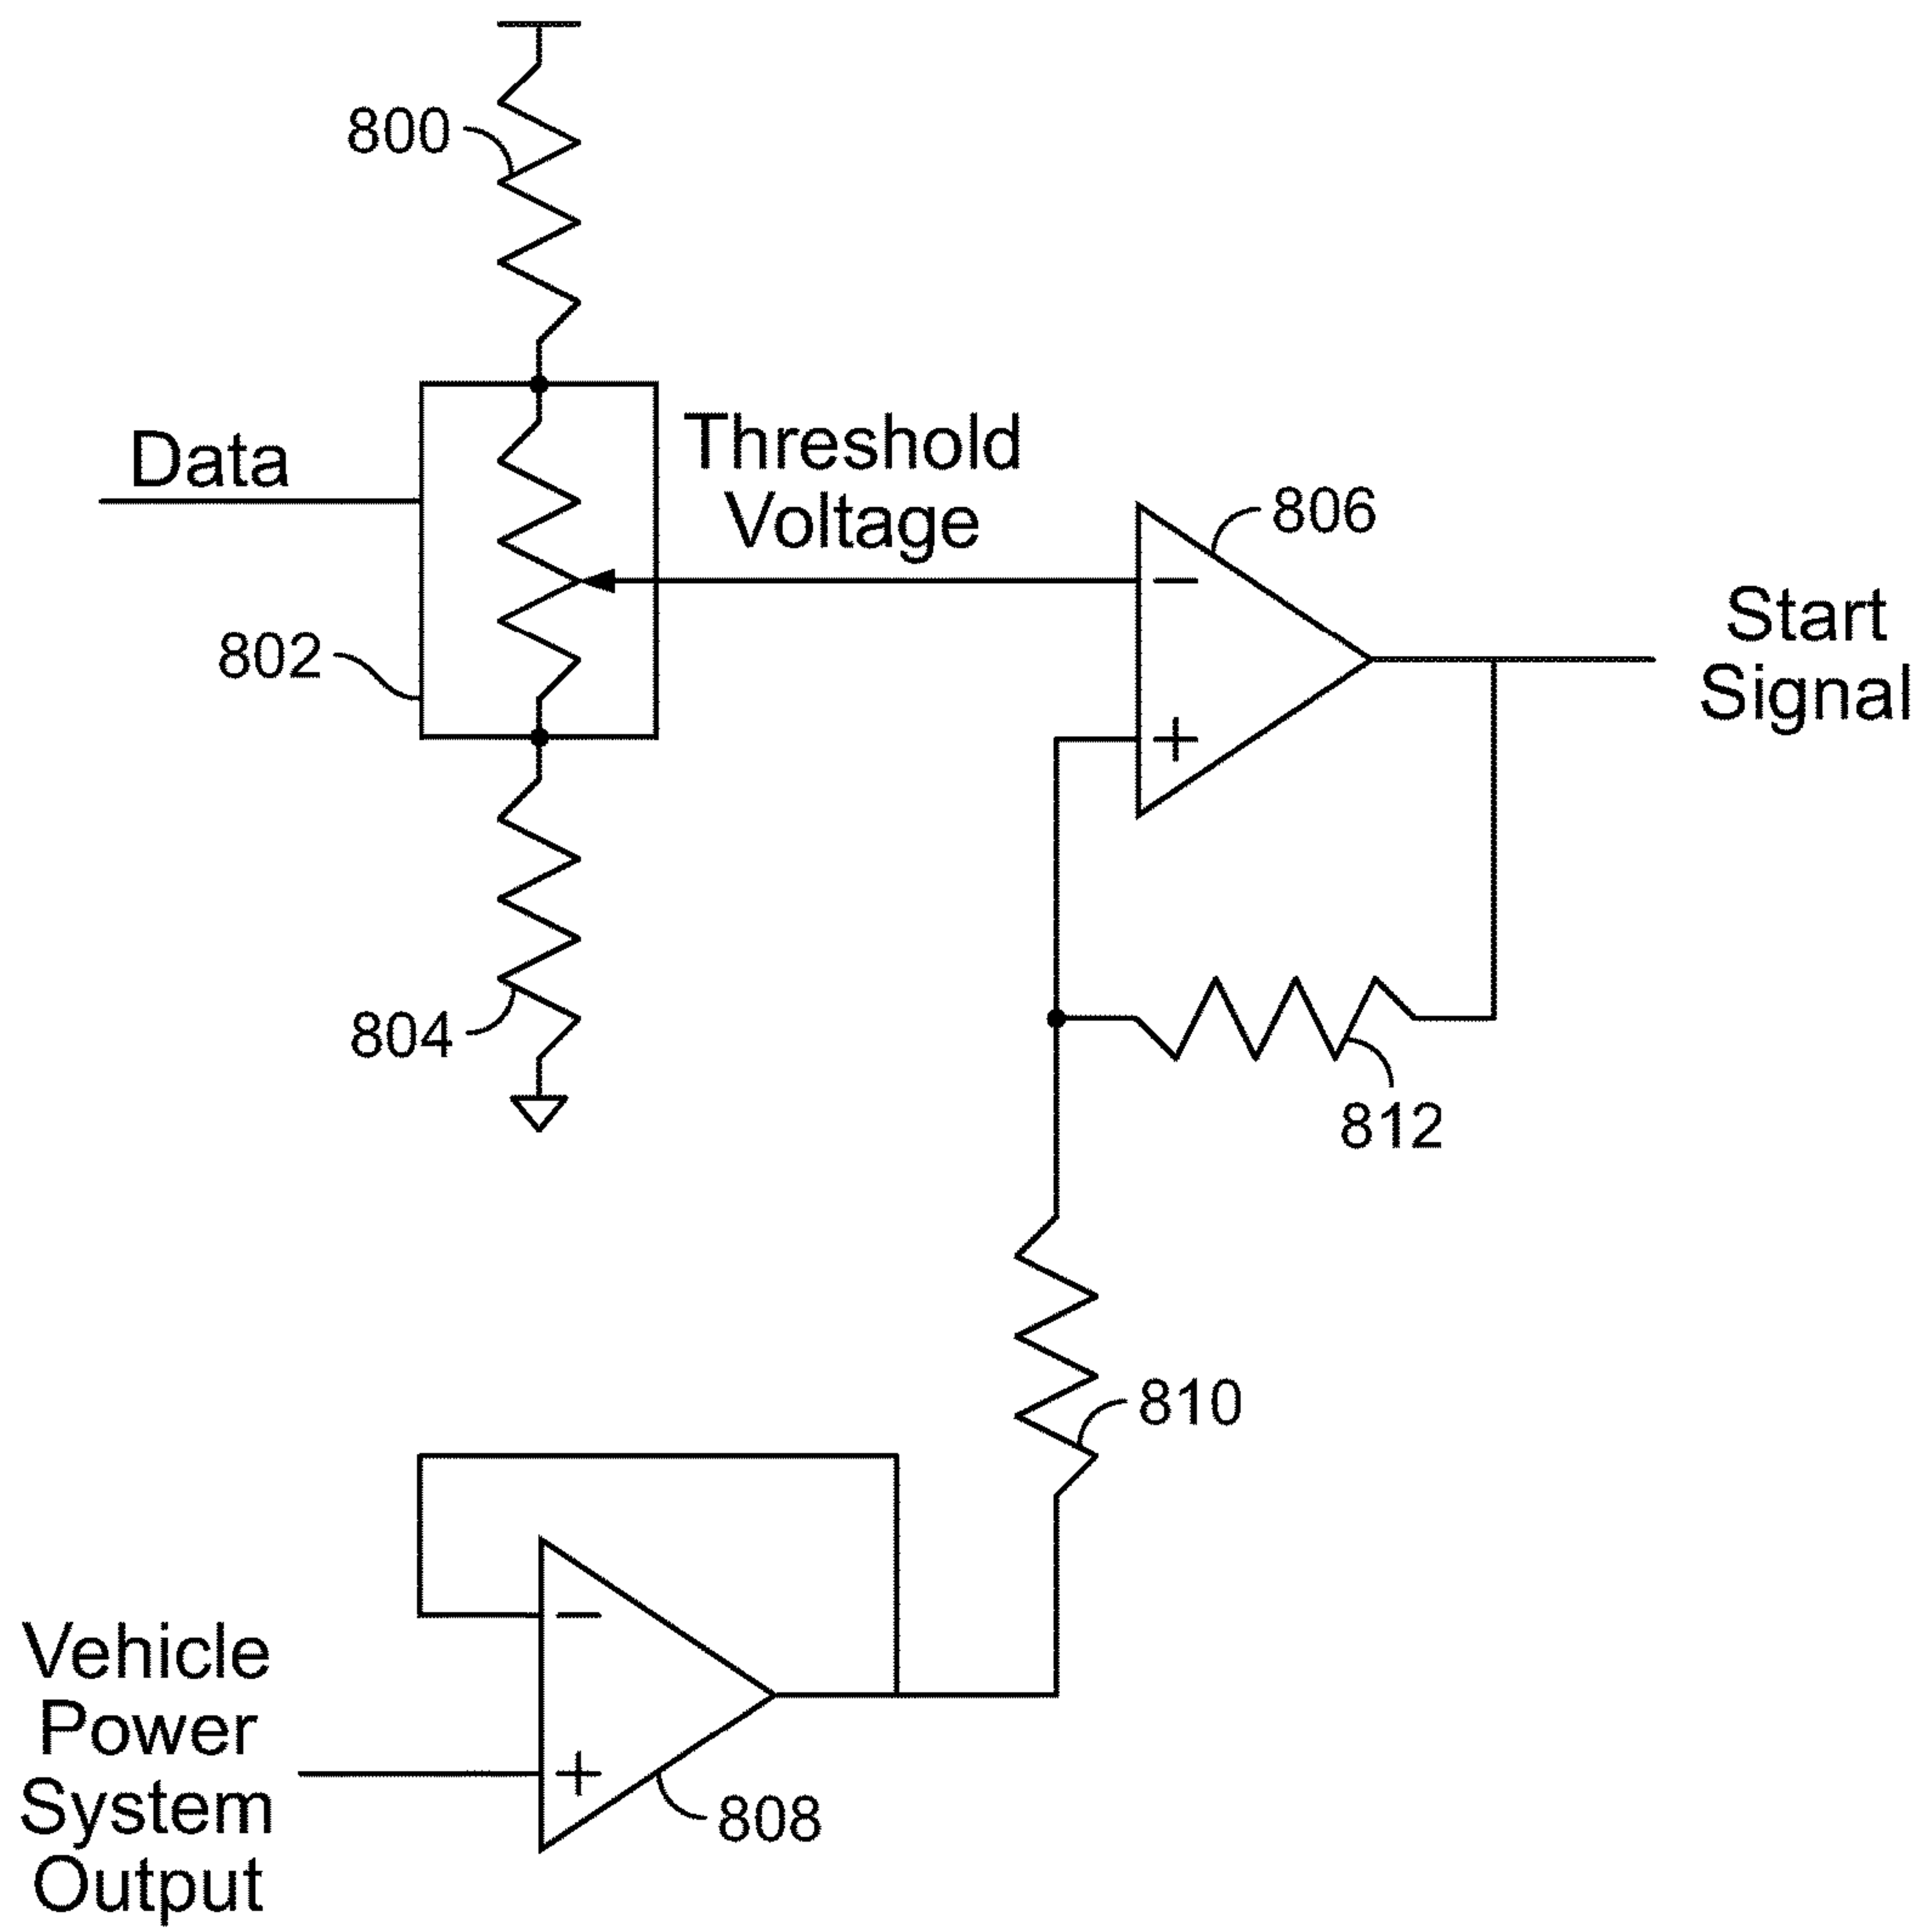 800
Data
Threshold
Voltage
806
802
Start
Signal
804
812
810
Vehicle
Power
System
Output
808